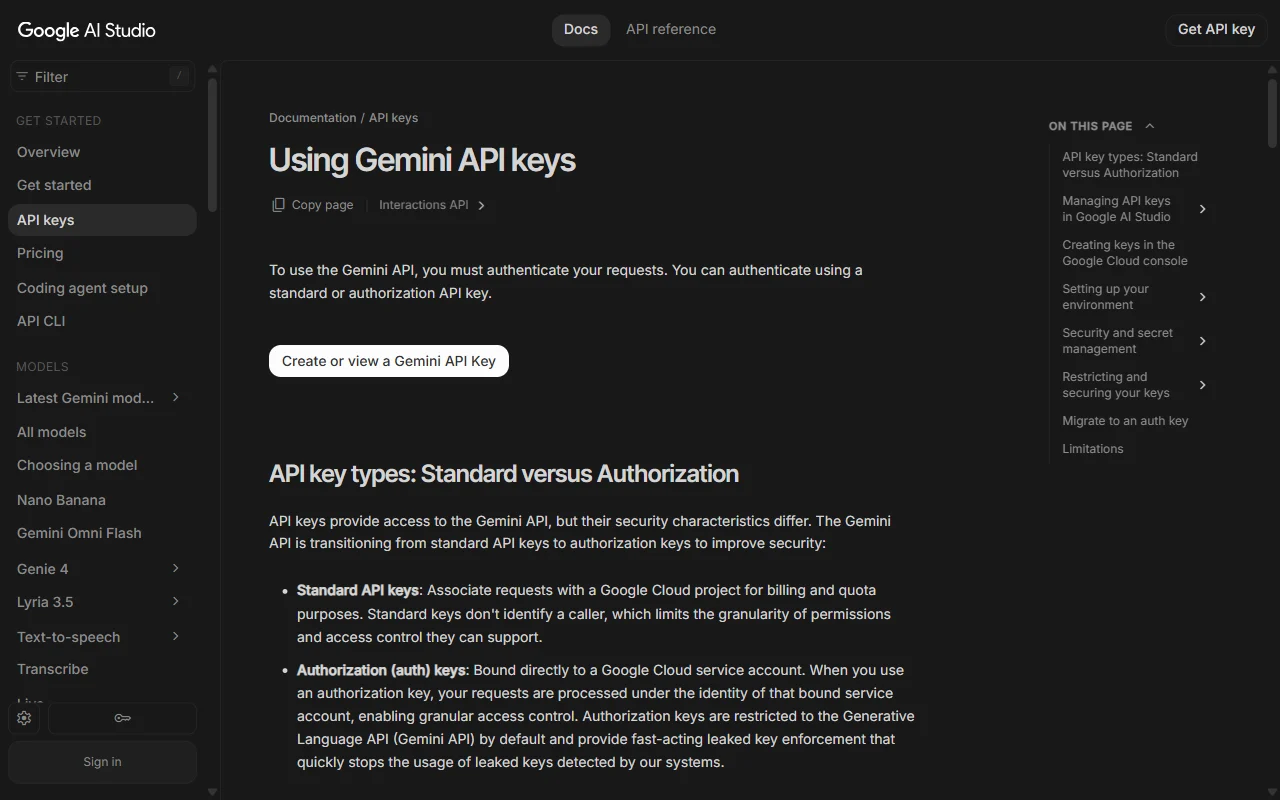 Google AI Studio
Docs
API reference
Get API key
Filter
/
GET STARTED
Overview
Get started
API keys
Pricing
Coding agent setup
API CLI
MODELS
Latest Gemini mod...
All models
Choosing a model
Nano Banana
Gemini Omni Flash
Genie 4
Lyria 3.5
Text-to-speech
Transcribe
Sign in
Documentation / API keys
Using Gemini API keys
Copy page
Interactions API
To use the Gemini API, you must authenticate your requests. You can authenticate using a
standard or authorization API key.
Create or view a Gemini API Key
API key types: Standard versus Authorization
API keys provide access to the Gemini API, but their security characteristics differ. The Gemini
API is transitioning from standard API keys to authorization keys to improve security:
• Standard API keys: Associate requests with a Google Cloud project for billing and quota
purposes. Standard keys don't identify a caller, which limits the granularity of permissions
and access control they can support.
• Authorization (auth) keys: Bound directly to a Google Cloud service account. When you use
an authorization key, your requests are processed under the identity of that bound service
account, enabling granular access control. Authorization keys are restricted to the Generative
Language API (Gemini API) by default and provide fast-acting leaked key enforcement that
quickly stops the usage of leaked keys detected by our systems.
ON THIS PAGE
API key types: Standard
versus Authorization
Managing API keys
in Google AI Studio
Creating keys in the
Google Cloud console
Setting up your
environment
Security and secret
management
Restricting and
securing your keys
Migrate to an auth key
Limitations